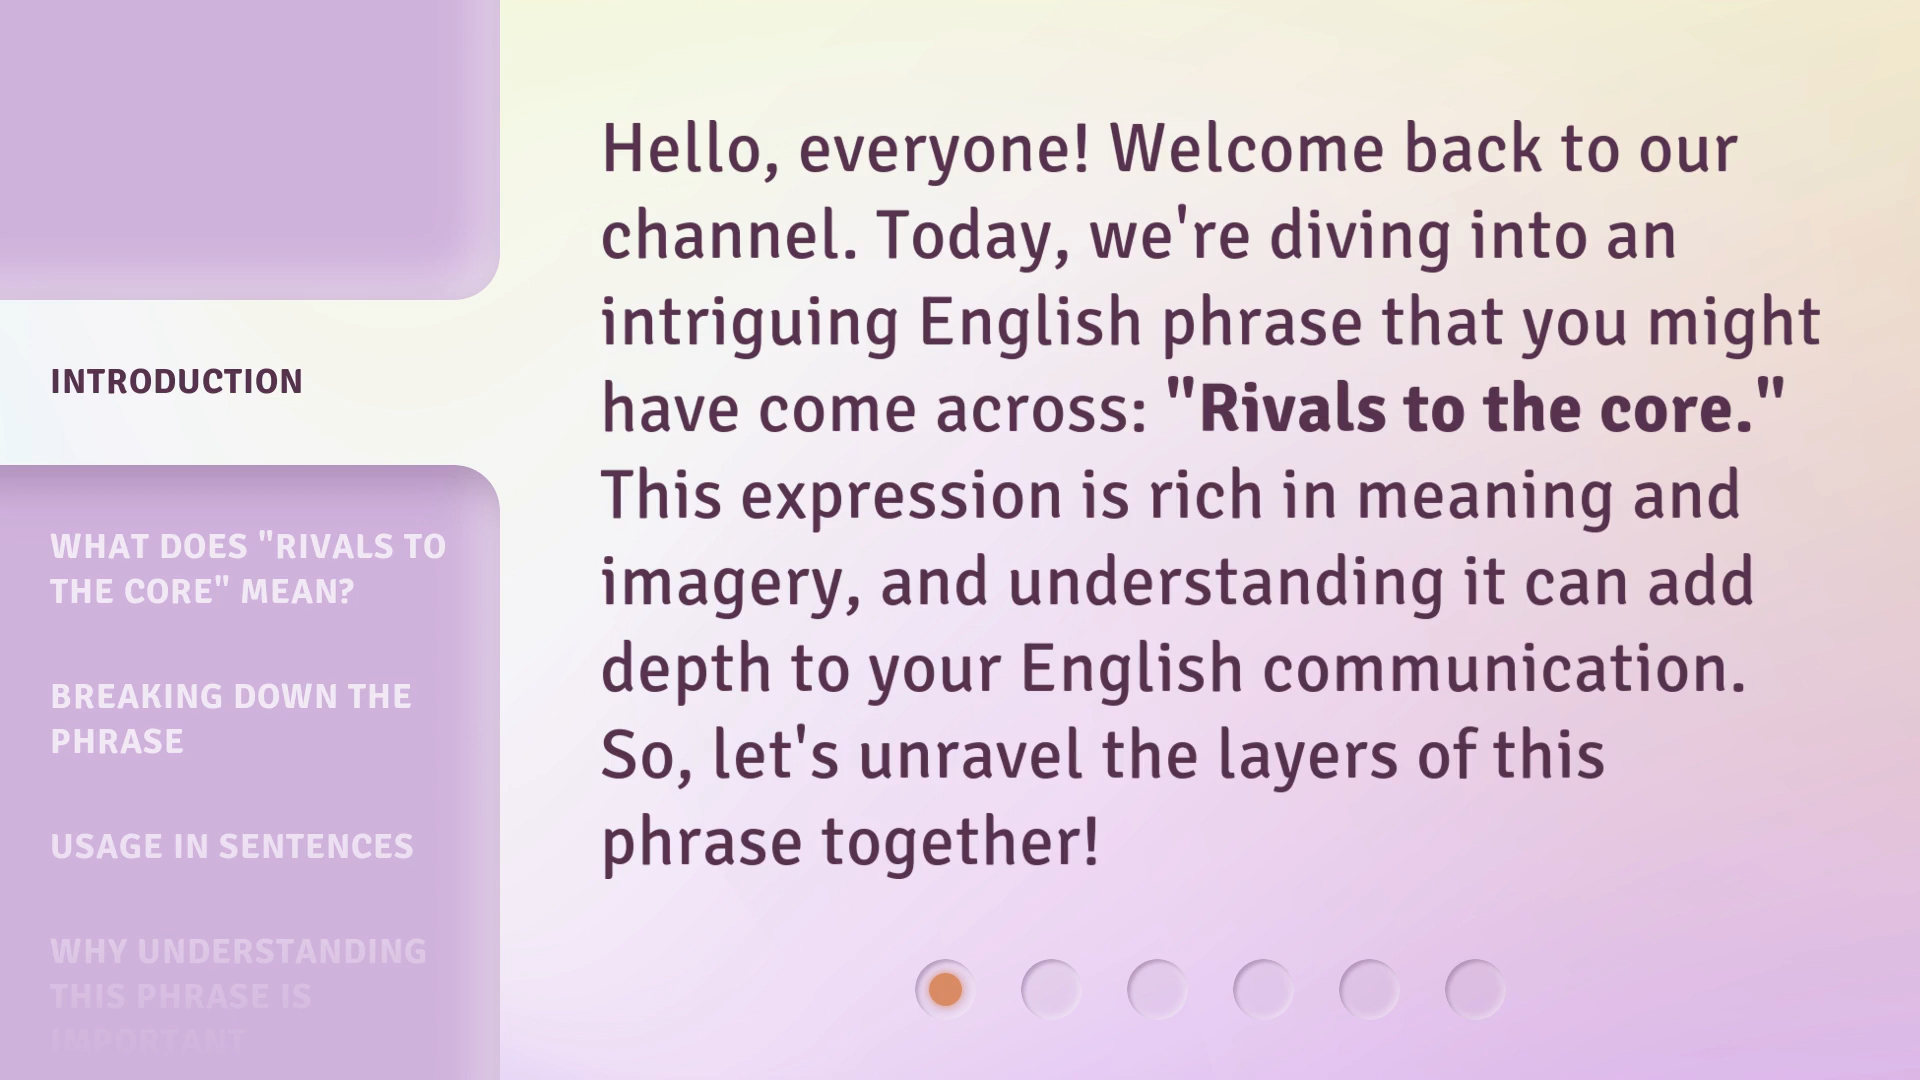 INTRODUCTION
WHAT DOES "RIVALS TO
THE CORE" MEAN?
BREAKING DOWN THE
PHRASE
USAGE IN SENTENCES
WHY UNDERSTANDING
THIS PHRASE IS
IMPORTANT
Hello, everyone! Welcome back to our
channel. Today, we're diving into an
intriguing English phrase that you might
have come across: "Rivals to the core."
This expression is rich in meaning and
imagery, and understanding it can add
depth to your English communication.
So, let's unravel the layers of this
phrase together!